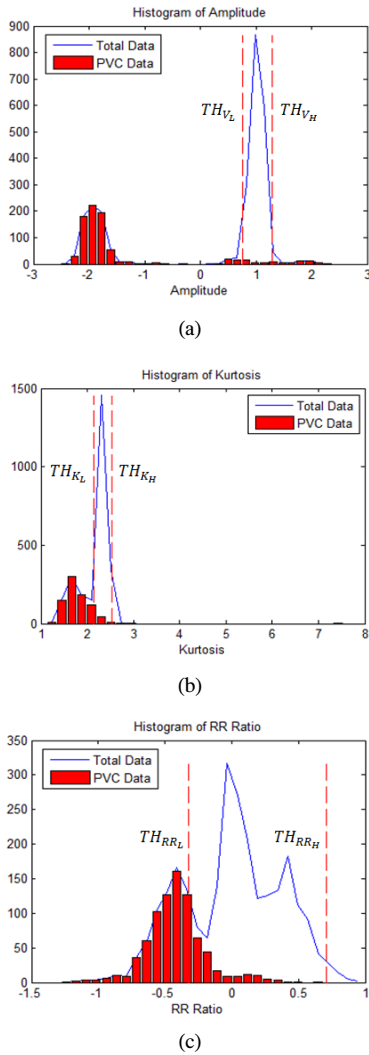 Histogram of Amplitude
900
800
700
600
500
400
300
200
100
0
Total Data
PVC Data
TH_{V_L}
TH_{V_H}
-3 -2 -1 0 1 2 3
Amplitude
(a)
Histogram of Kurtosis
1500
1000
500
0
Total Data
PVC Data
TH_{K_L}
TH_{K_H}
1 2 3 4 5 6 7 8
Kurtosis
(b)
Histogram of RR Ratio
350
300
250
200
150
100
50
0
Total Data
PVC Data
TH_{RR_L}
TH_{RR_H}
-1.5 -1 -0.5 0 0.5 1
RR Ratio
(c)